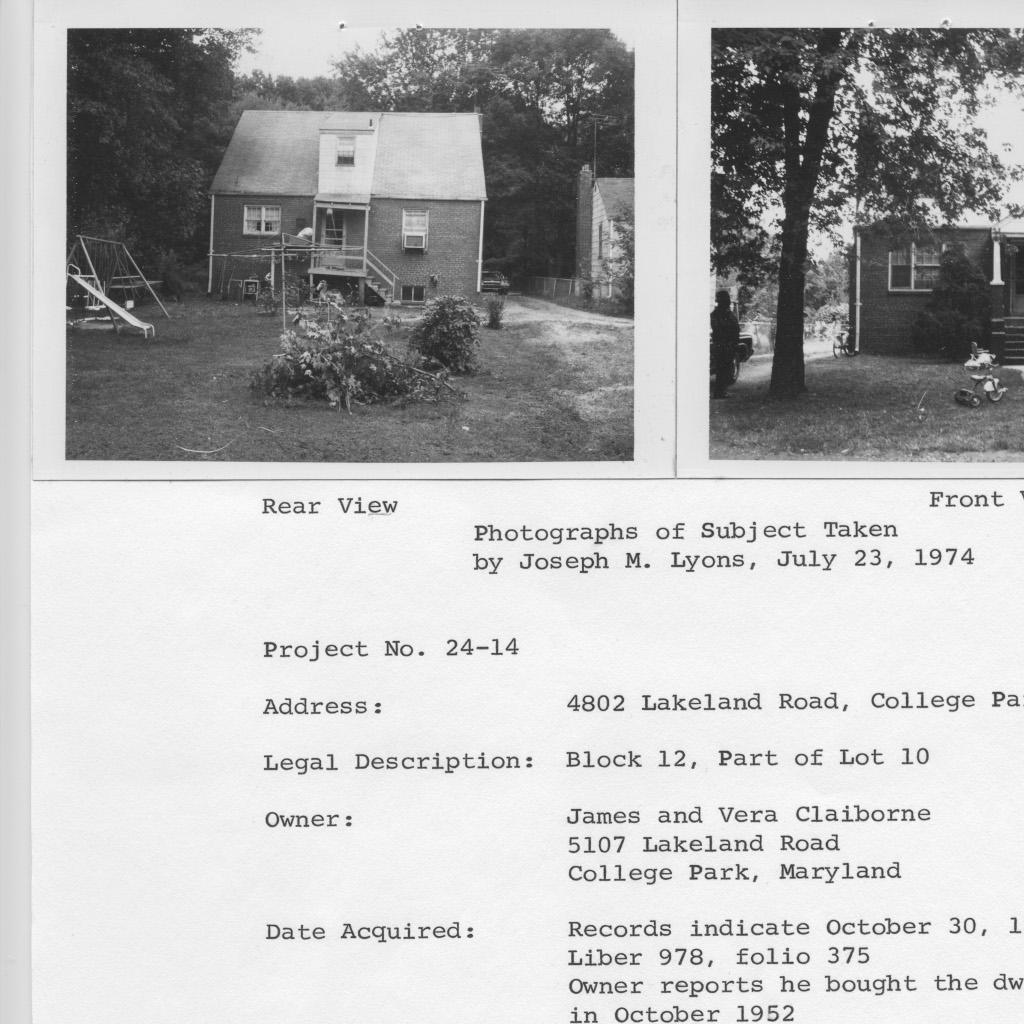 Rear View
Front
Photographs of Subject Taken
by Joseph M. Lyons, July 23, 1974
Project No. 24-14
Address: 4802 Lakeland Road, College
Legal Description: Block 12, Part of Lot 10
Owner: James and Vera Claiborne
5107 Lakeland Road
College Park, Maryland
Date Acquired: Records indicate October 30,
Liber 978, folio 375
Owner reports he bought the
in October 1952